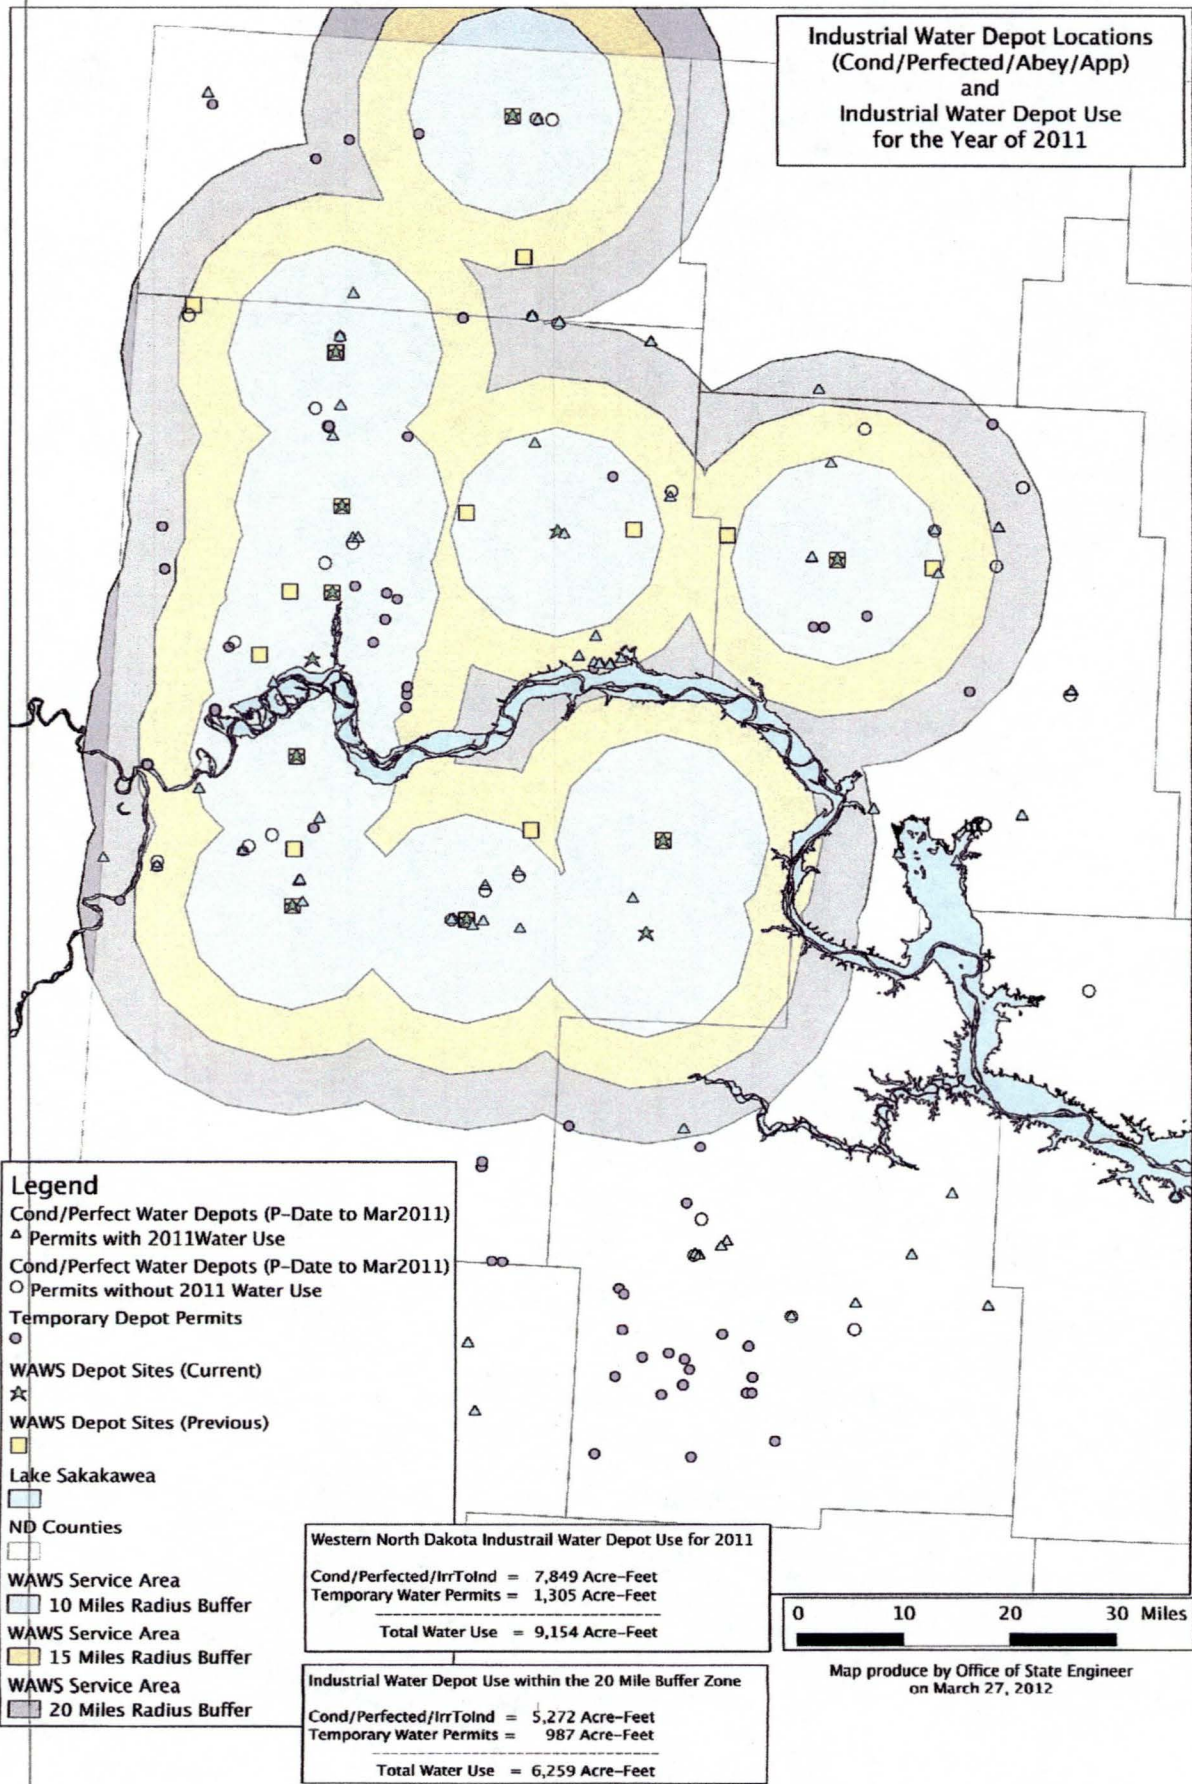 Industrial Water Depot Locations
(Cond/Perfected/Abey/App)
and
Industrial Water Depot Use
for the Year of 2011
Legend
Cond/Perfect Water Depots (P-Date to Mar2011)
Permits with 2011Water Use
Cond/Perfect Water Depots (P-Date to Mar2011)
Permits without 2011 Water Use
Temporary Depot Permits
WAWS Depot Sites (Current)
WAWS Depot Sites (Previous)
Lake Sakakawea
ND Counties
WAWS Service Area
10 Miles Radius Buffer
WAWS Service Area
15 Miles Radius Buffer
WAWS Service Area
20 Miles Radius Buffer
Western North Dakota Industrail Water Depot Use for 2011
Cond/Perfected/IrrToInd = 7,849 Acre-Feet
Temporary Water Permits = 1,305 Acre-Feet
Total Water Use = 9,154 Acre-Feet
Industrial Water Depot Use within the 20 Mile Buffer Zone
Cond/Perfected/IrrToInd = 5,272 Acre-Feet
Temporary Water Permits = 987 Acre-Feet
Total Water Use = 6,259 Acre-Feet
0 10 20 30 Miles
Map produce by Office of State Engineer
on March 27, 2012